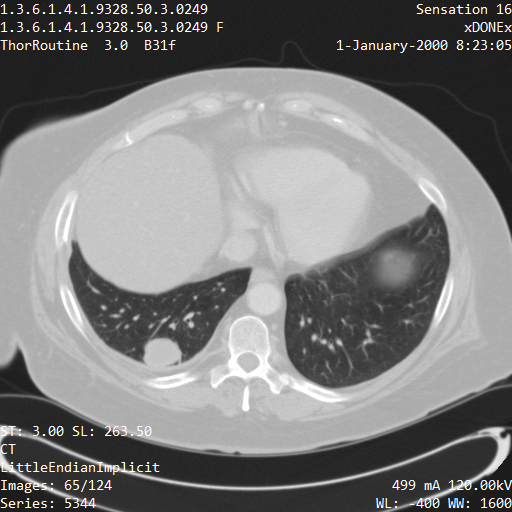 1.3.6.1.4.1.9328.50.3.0249
Sensation 16
1.3.6.1.4.1.9328.50.3.0249 F
xDONEx
ThorRoutine 3.0 B31f
1-January-2000 8:23:05
ST: 3.00 SL: 263.50
CT
LittleEndianImplicit
Images: 65/124
499 mA 120.00kV
Series: 5344
WL: -400 WW: 1600